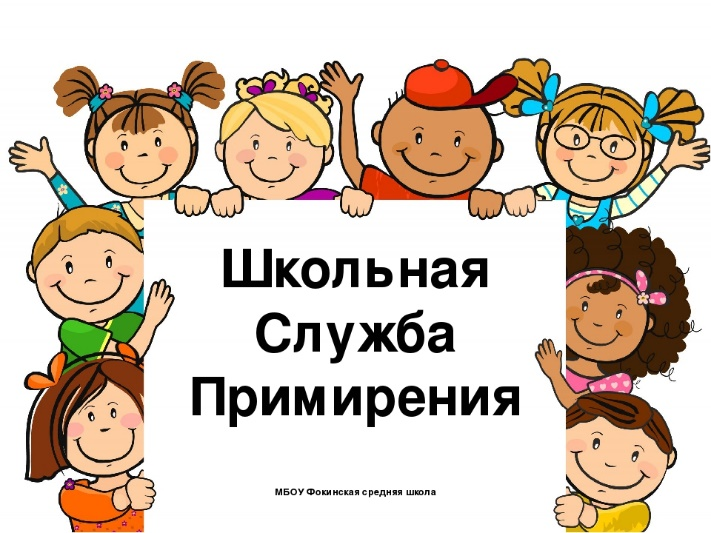 Школьная
Служба
Примирения
МБОУ Фокинская средняя школа